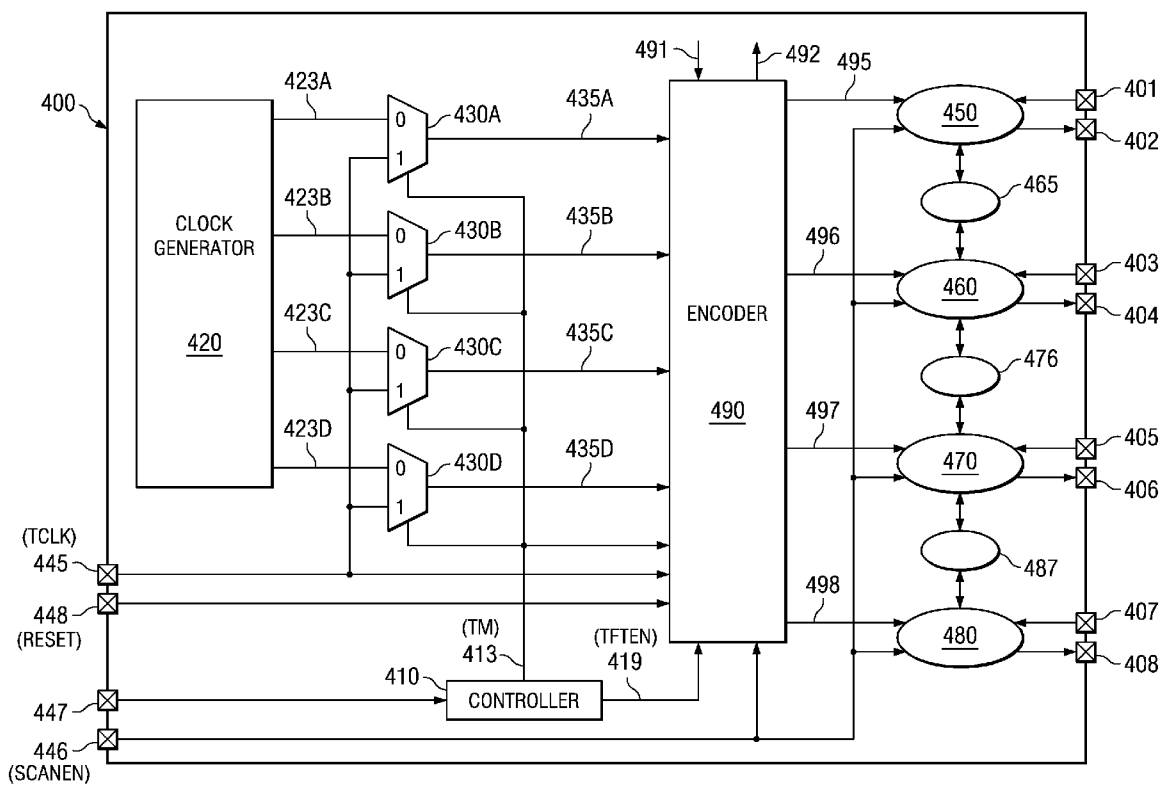 400
423A
0
1
430A
435A
491
492
495
450
401
402
465
CLOCK
GENERATOR
420
423B
0
1
430B
435B
496
460
403
404
ENCODER
490
423C
0
1
430C
435C
476
497
470
405
406
423D
0
1
430D
435D
487
(TCLK)
445
448
(RESET)
498
480
407
408
(TM)
413
(TFTEN)
419
410
CONTROLLER
447
446
(SCANEN)